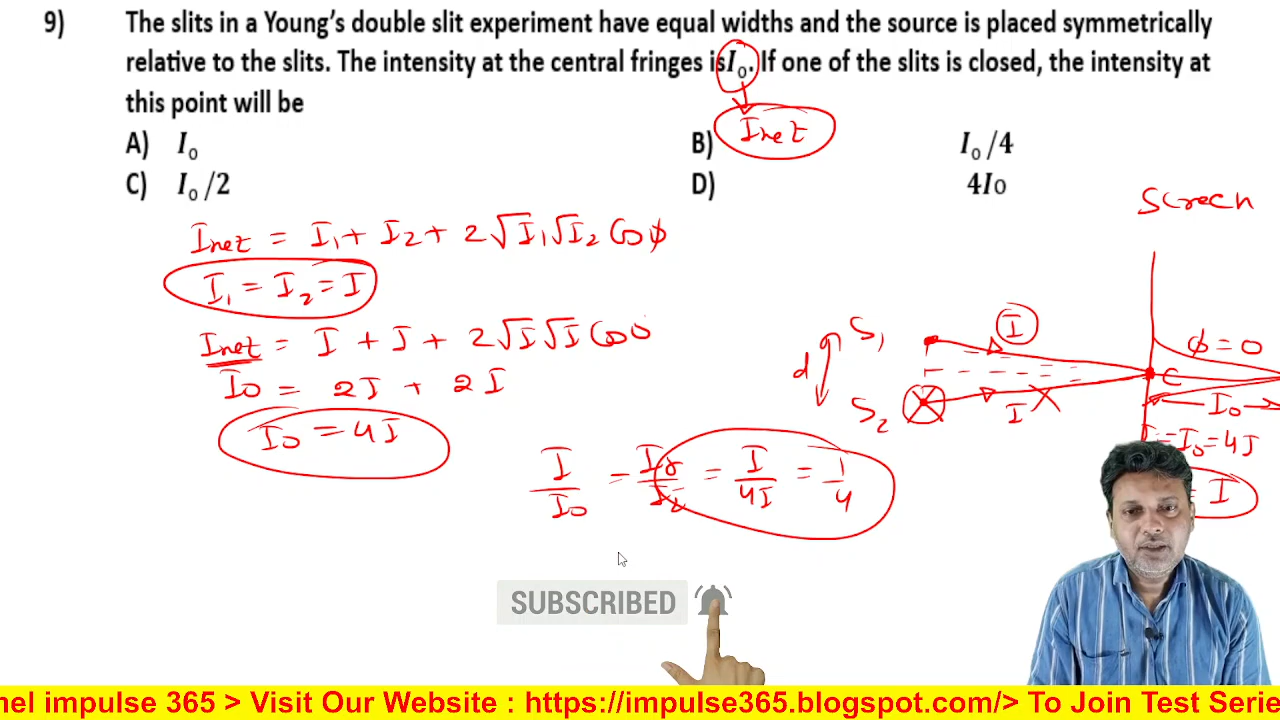 9) The slits in a Young's double slit experiment have equal widths and the source is placed symmetrically
relative to the slits. The intensity at the central fringes is I₀. If one of the slits is closed, the intensity at
this point will be
A) I₀ B) I₀ /4
C) I₀ /2 D) 4Io
Inet
Inet = I₁ + I₂ + 2√I₁√I₂ Cos φ
I₁ = I₂ = I
Inet = I + I + 2√I√I Cos 0
I₀ = 2I + 2I
I₀ = 4I
I/I₀ = = I/4I = 1/4
Screen
S₁
I
φ = 0
d
C
S₂
I
I₀
= I₀ = 4I
= I
SUBSCRIBED
nel impulse 365 > Visit Our Website : https://impulse365.blogspot.com/> To Join Test Serie